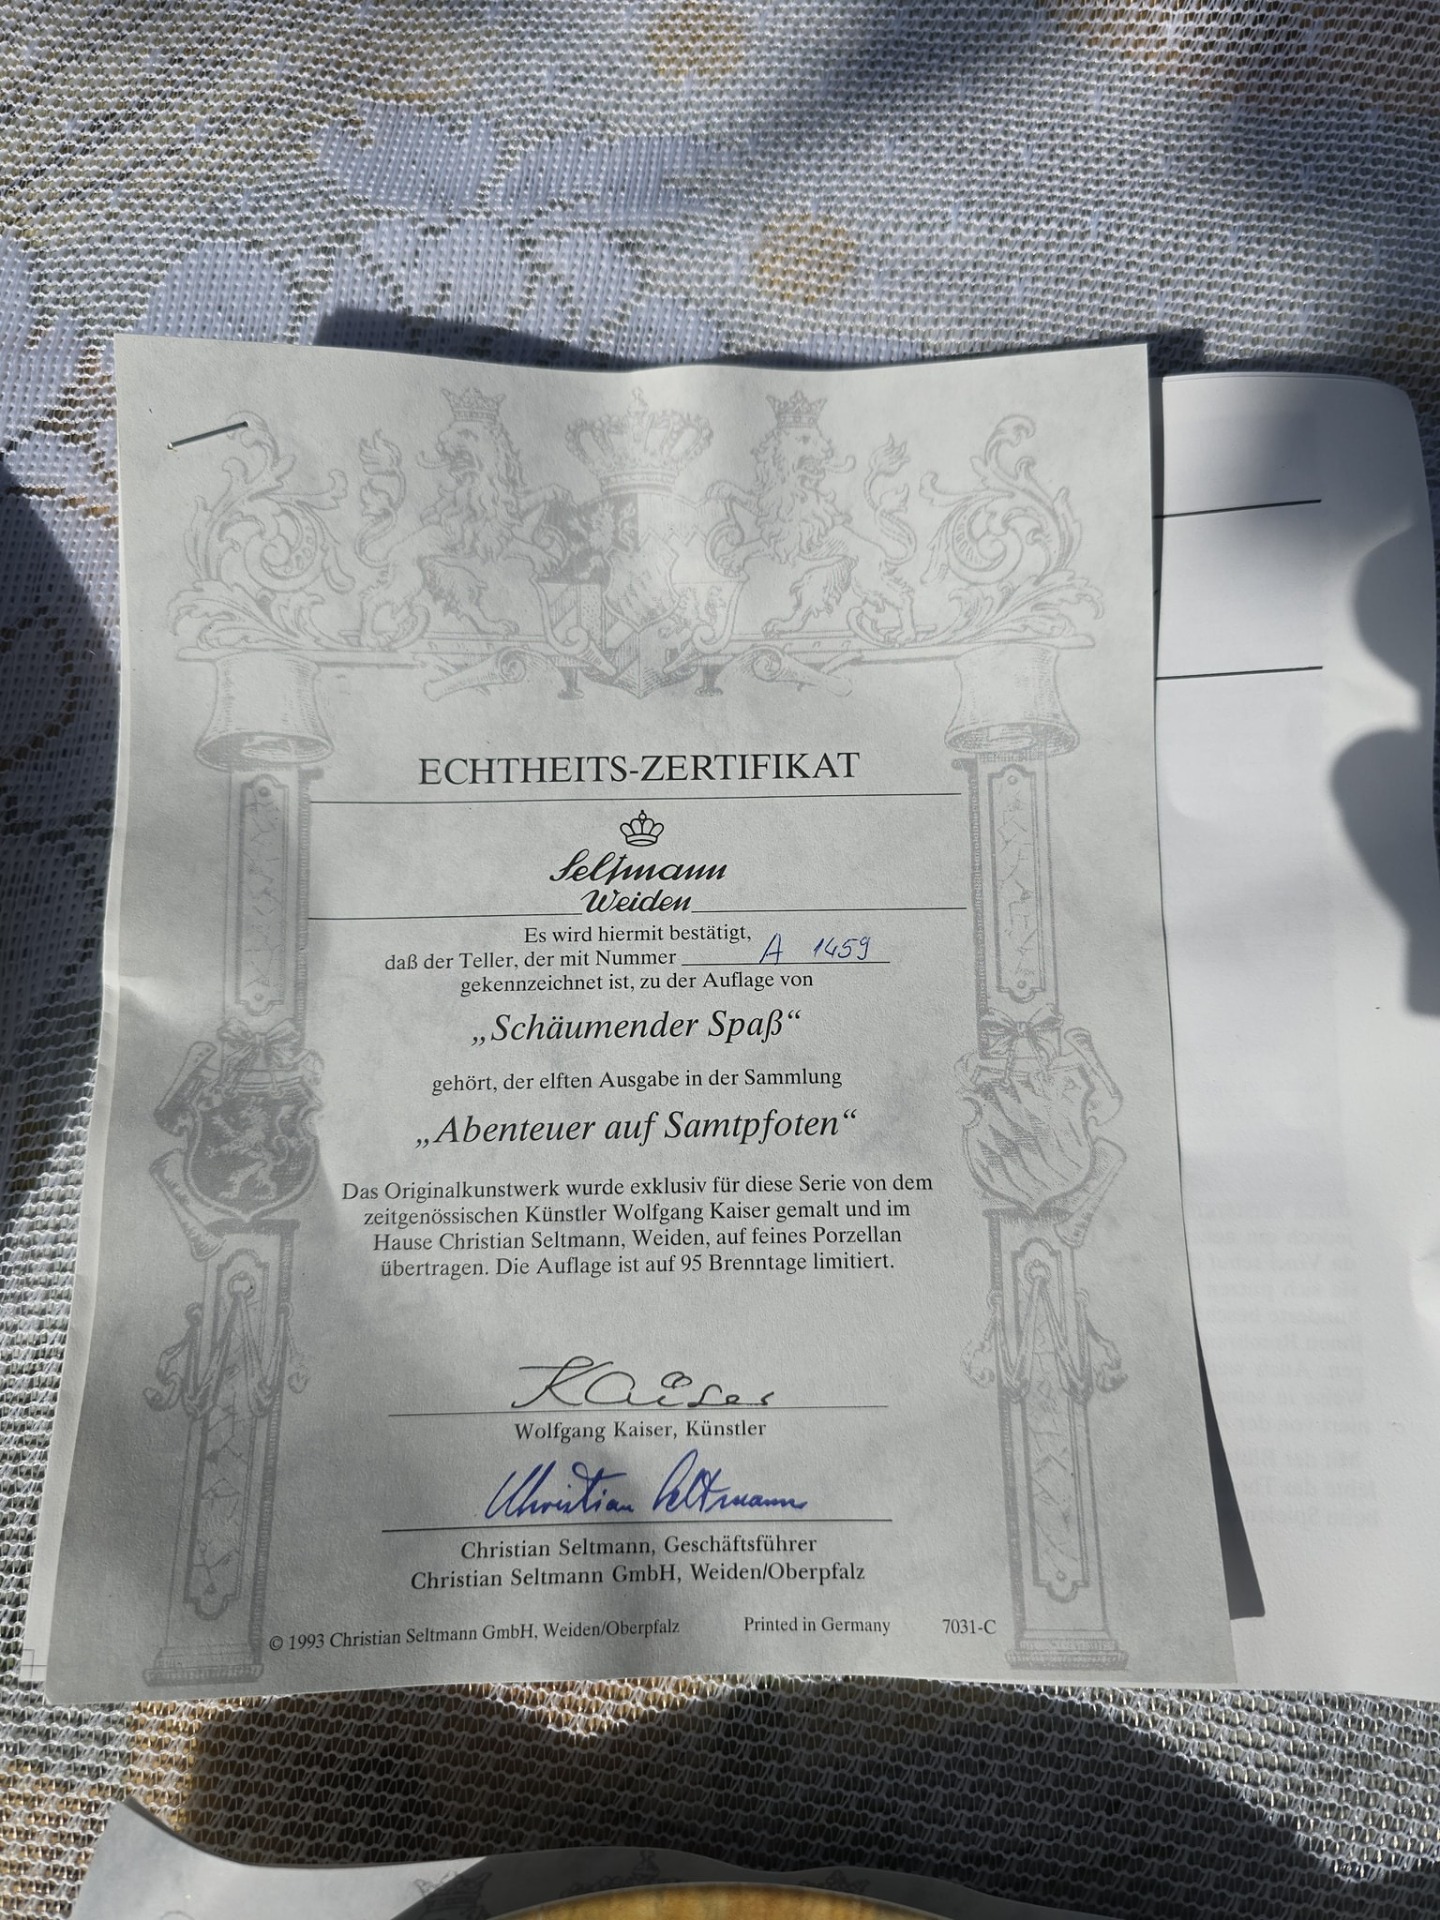 ECHTHEITS-ZERTIFIKAT
Seltmann
Weiden
Es wird hiermit bestätigt,
daß der Teller, der mit Nummer A 1459
gekennzeichnet ist, zu der Auflage von
„Schäumender Spaß“
gehört, der elften Ausgabe in der Sammlung
„Abenteuer auf Samtpfoten“
Das Originalkunstwerk wurde exklusiv für diese Serie von dem
zeitgenössischen Künstler Wolfgang Kaiser gemalt und im
Hause Christian Seltmann, Weiden, auf feines Porzellan
übertragen. Die Auflage ist auf 95 Brenntage limitiert.
Kaiser
Wolfgang Kaiser, Künstler
Christian Seltmann
Christian Seltmann, Geschäftsführer
Christian Seltmann GmbH, Weiden/Oberpfalz
© 1993 Christian Seltmann GmbH, Weiden/Oberpfalz Printed in Germany 7031-C